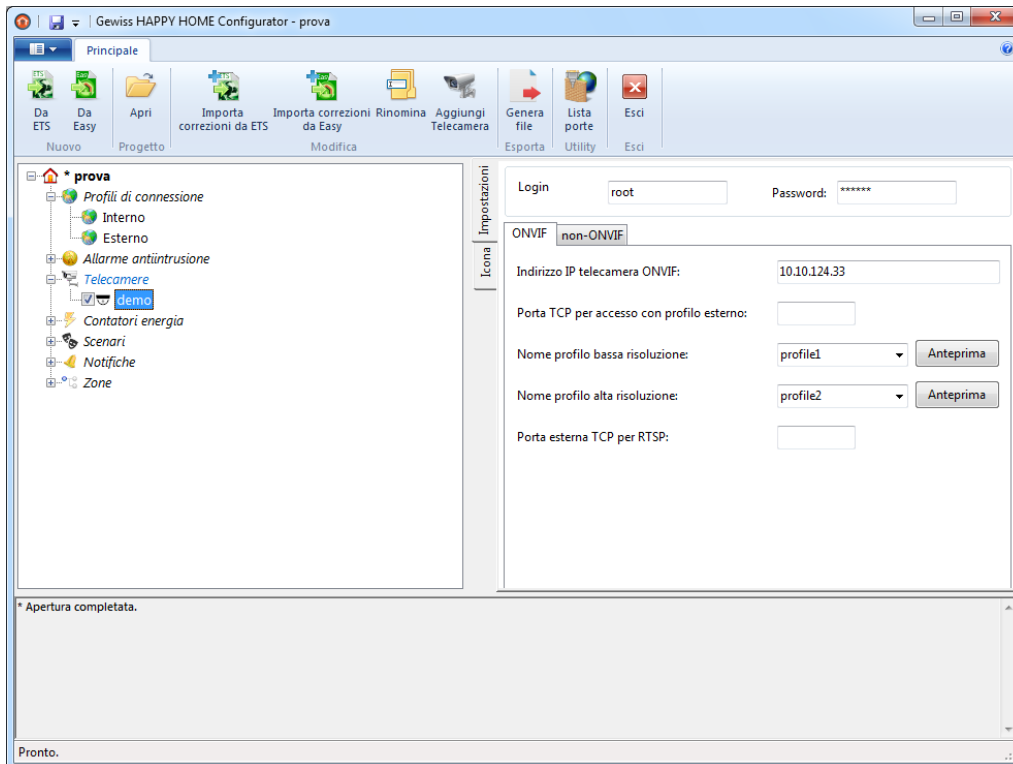 Gewiss HAPPY HOME Configurator - prova
Principale
ETS
Easy
ETS
Easy
Da ETS
Da Easy
Apri
Importa correzioni da ETS
Importa correzioni da Easy
Rinomina
Aggiungi Telecamera
Genera file
Lista porte
Esci
Nuovo
Progetto
Modifica
Esporta
Utility
Esci
* prova
Profili di connessione
Interno
Esterno
Allarme antiintrusione
Telecamere
demo
Contatori energia
Scenari
Notifiche
Zone
Impostazioni
Icona
Login
root
Password:
******
ONVIF
non-ONVIF
Indirizzo IP telecamera ONVIF:
10.10.124.33
Porta TCP per accesso con profilo esterno:
Nome profilo bassa risoluzione:
profile1
Anteprima
Nome profilo alta risoluzione:
profile2
Anteprima
Porta esterna TCP per RTSP:
* Apertura completata.
Pronto.